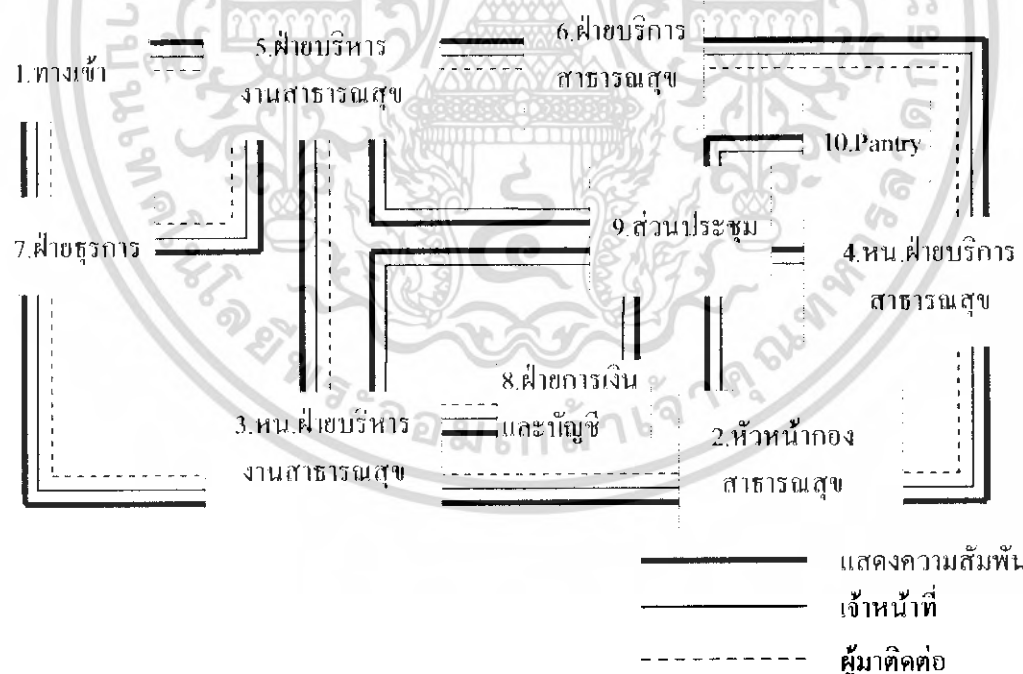 1.ทางเข้า
5.ฝ่ายบริหาร
งานสาธารณสุข
6.ฝ่ายบริการ
สาธารณสุข
10.Pantry
7.ฝ่ายธุรการ
9.ส่วนประชุม
4.หน.ฝ่ายบริการ
สาธารณสุข
3.หน.ฝ่ายบริหาร
งานสาธารณสุข
8.ฝ่ายการเงิน
และบัญชี
2.หัวหน้ากอง
สาธารณสุข
แสดงความสัมพัน
เจ้าหน้าที่
ผู้มาติดต่อ